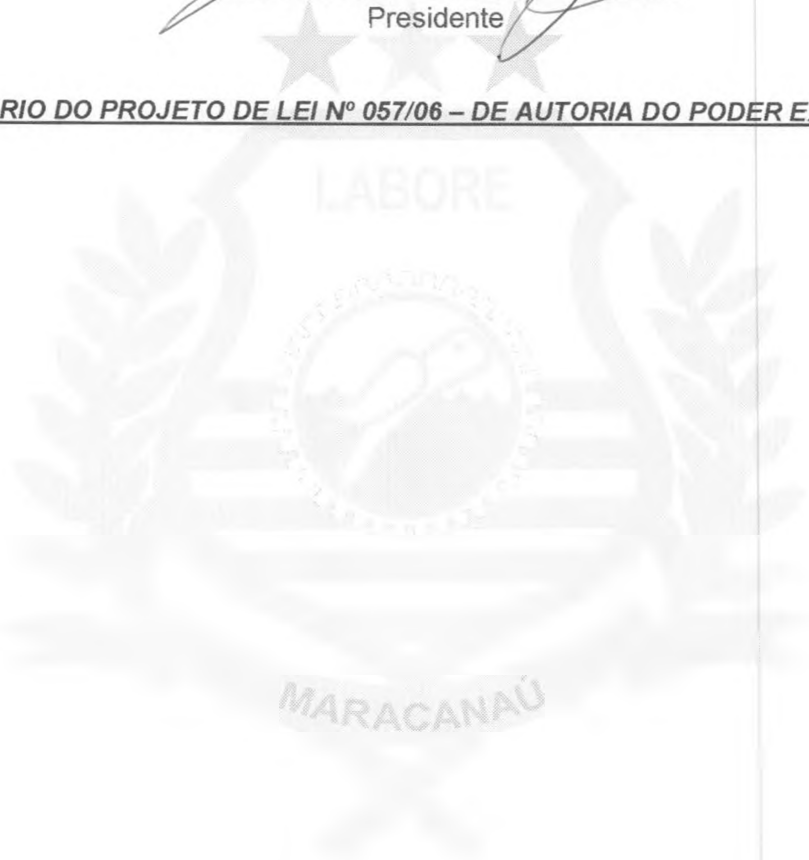 Presidente
RIO DO PROJETO DE LEI Nº 057/06 – DE AUTORIA DO PODER E
LABORE
MARACANAÚ